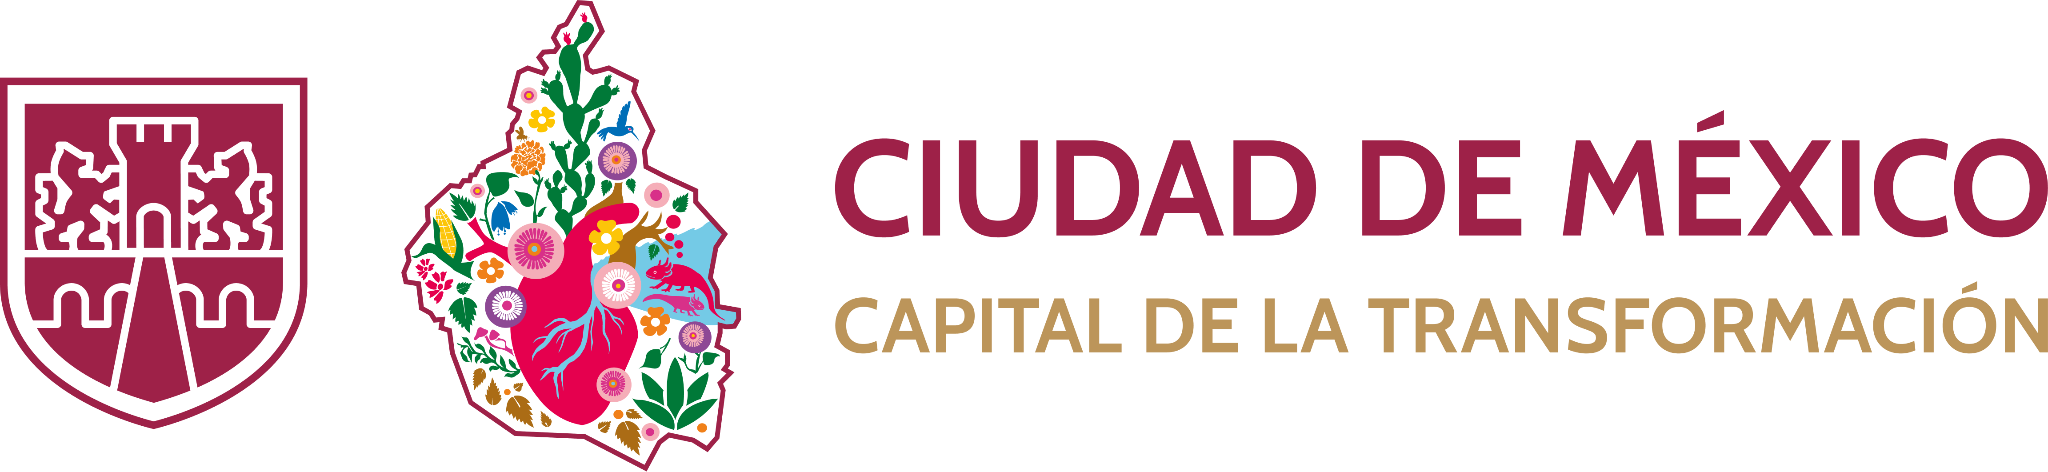 CIUDAD DE MÉXICO
CAPITAL DE LA TRANSFORMACIÓN